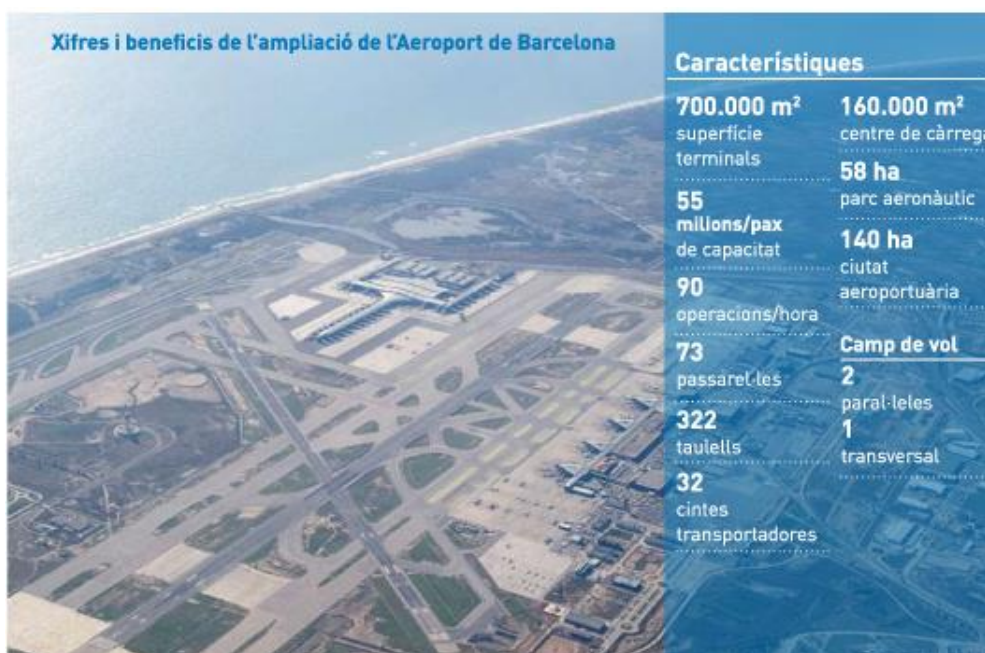 Xifres i beneficis de l'ampliació de l'Aeroport de Barcelona
Característiques
700.000 m²
superfície
terminals
55
milions/pax
de capacitat
90
operacions/hora
73
passarel·les
322
taulells
32
cintes
transportadores
160.000 m²
centre de càrrega
58 ha
parc aeronàutic
140 ha
ciutat
aeroportuària
Camp de vol
2
paral·leles
1
transversal